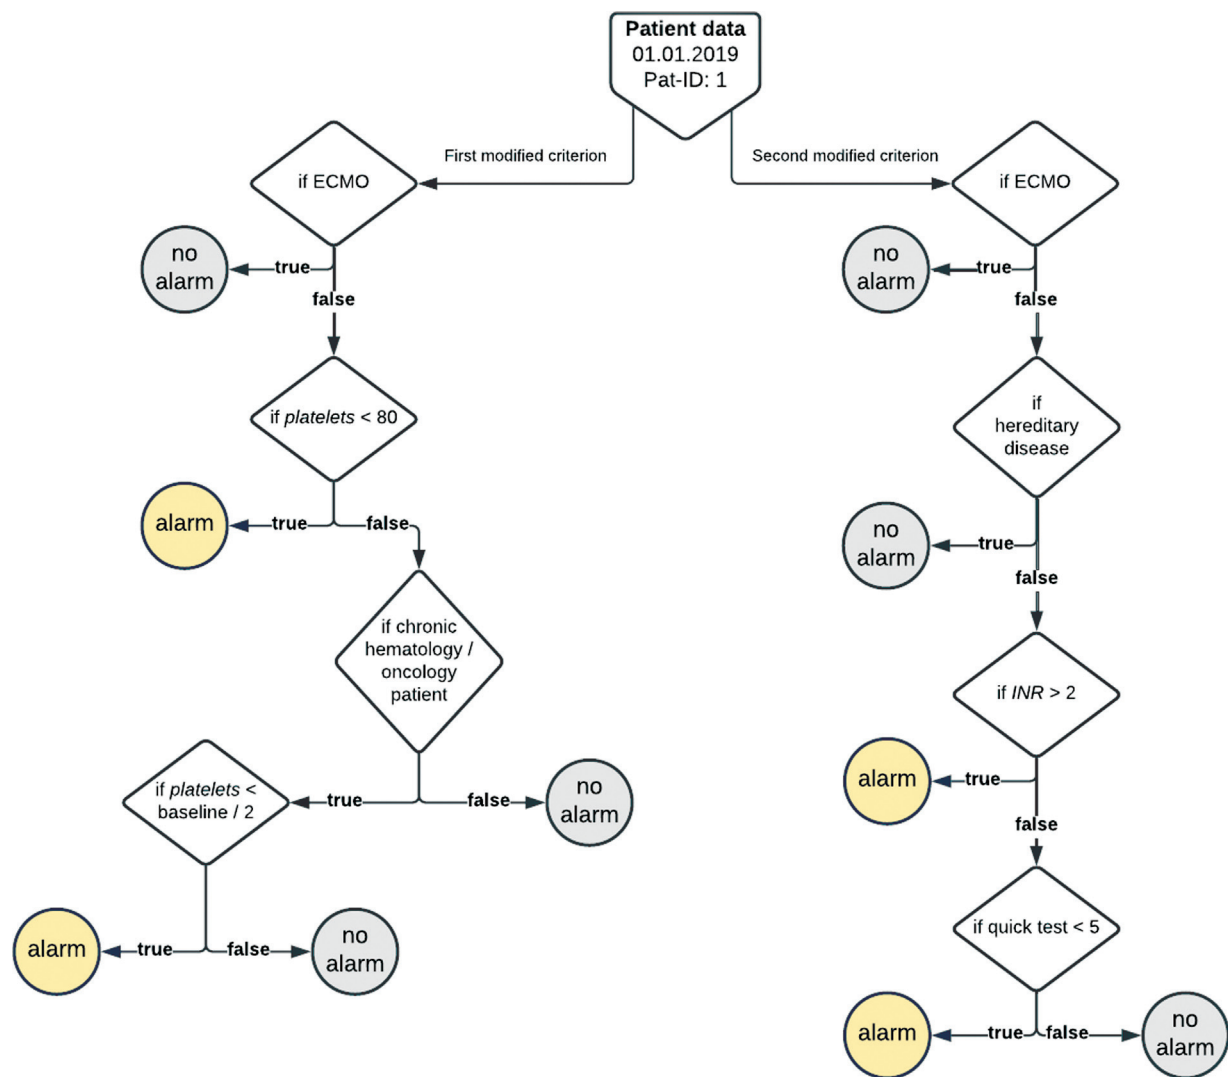 Patient data
01.01.2019
Pat-ID: 1
First modified criterion
Second modified criterion
if ECMO
no
alarm
true
false
if platelets < 80
alarm
true
false
if chronic
hematology /
oncology
patient
if platelets <
baseline / 2
true
false
no
alarm
alarm
true
false
no
alarm
if ECMO
no
alarm
true
false
if
hereditary
disease
no
alarm
true
false
if INR > 2
alarm
true
false
if quick test < 5
alarm
true
false
no
alarm